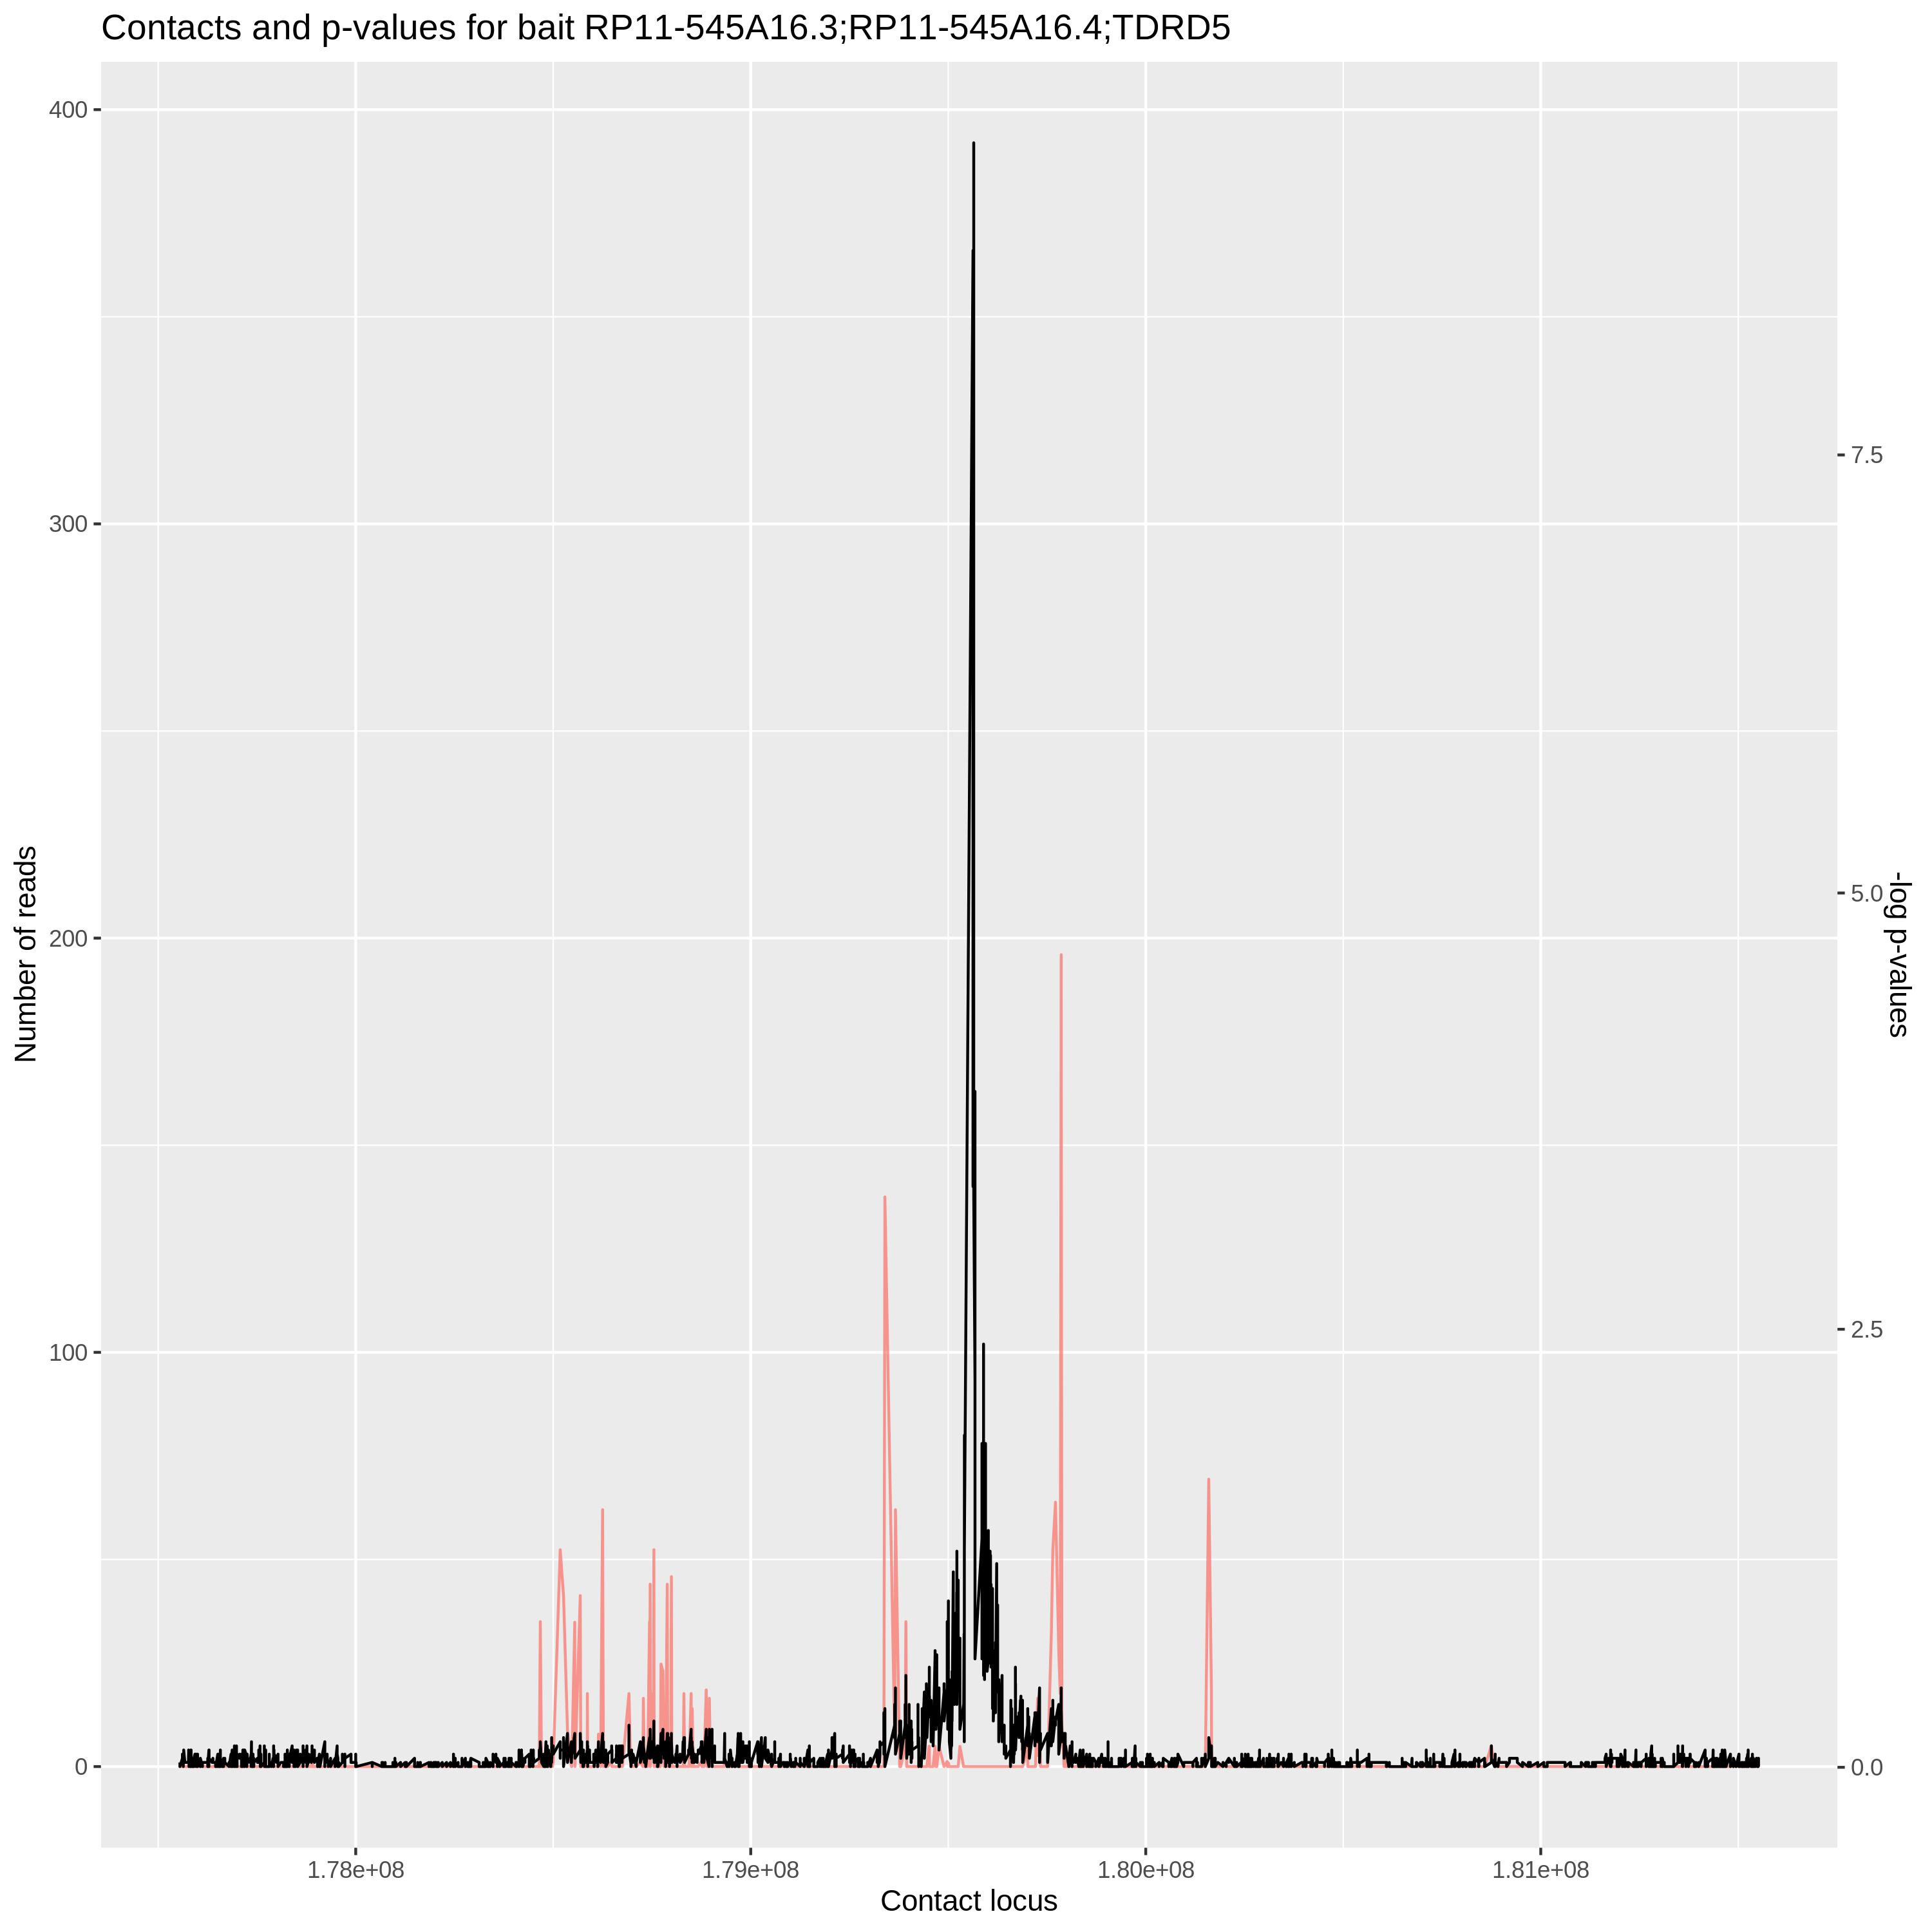 Contacts and p-values for bait RP11-545A16.3;RP11-545A16.4;TDRD5
400
300
200
100
0
Number of reads
7.5
5.0
2.5
0.0
-log p-values
1.78e+08
1.79e+08
1.80e+08
1.81e+08
Contact locus